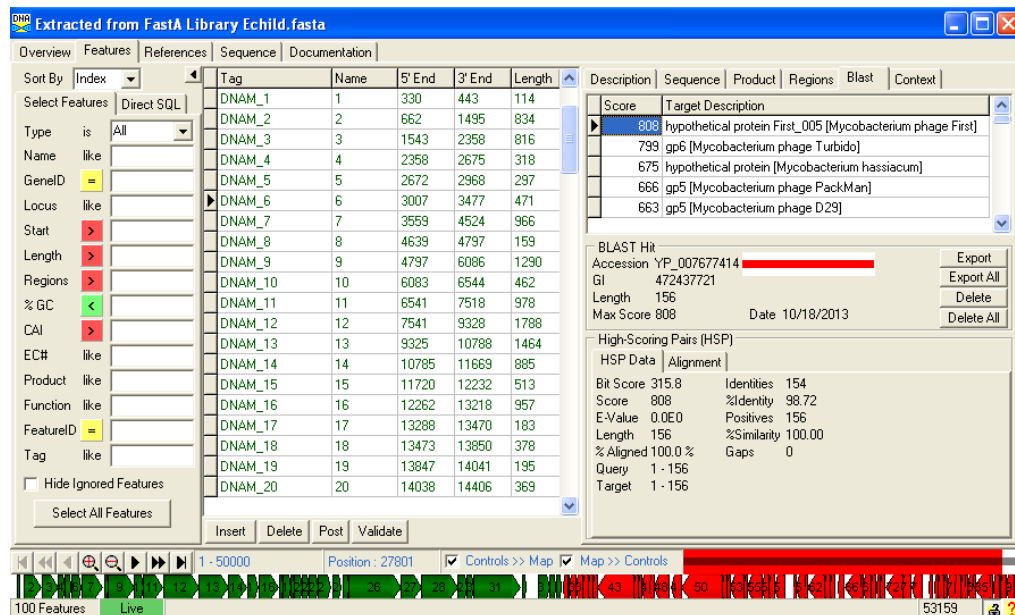 DNA Extracted from FastA Library Echild.fasta
Overview Features References Sequence Documentation
Sort By Index
Select Features Direct SQL
Type is All
Name like
GeneID =
Locus like
Start >
Length >
Regions >
% GC <
CAI >
EC# like
Product like
Function like
FeatureID =
Tag like
Hide Ignored Features
Select All Features
Tag Name 5' End 3' End Length
DNAM_1 1 330 443 114
DNAM_2 2 662 1495 834
DNAM_3 3 1543 2358 816
DNAM_4 4 2358 2675 318
DNAM_5 5 2672 2968 297
DNAM_6 6 3007 3477 471
DNAM_7 7 3559 4524 966
DNAM_8 8 4639 4797 159
DNAM_9 9 4797 6086 1290
DNAM_10 10 6083 6544 462
DNAM_11 11 6541 7518 978
DNAM_12 12 7541 9328 1788
DNAM_13 13 9325 10788 1464
DNAM_14 14 10785 11669 885
DNAM_15 15 11720 12232 513
DNAM_16 16 12262 13218 957
DNAM_17 17 13288 13470 183
DNAM_18 18 13473 13850 378
DNAM_19 19 13847 14041 195
DNAM_20 20 14038 14406 369
Insert Delete Post Validate
Description Sequence Product Regions Blast Context
Score Target Description
808 hypothetical protein First_005 [Mycobacterium phage First]
799 gp6 [Mycobacterium phage Turbido]
675 hypothetical protein [Mycobacterium hassiacum]
666 gp5 [Mycobacterium phage PackMan]
663 gp5 [Mycobacterium phage D29]
BLAST Hit
Accession YP_007677414
GI 472437721
Length 156
Max Score 808 Date 10/18/2013
Export
Export All
Delete
Delete All
High-Scoring Pairs (HSP)
HSP Data Alignment
Bit Score 315.8 Identities 154
Score 808 %Identity 98.72
E-Value 0.0E0 Positives 156
Length 156 %Similarity 100.00
% Aligned 100.0 % Gaps 0
Query 1 - 156
Target 1 - 156
1 - 50000 Position : 27801 Controls >> Map Map >> Controls
9 12 13 26 27 28 31 43 50
100 Features Live 53159